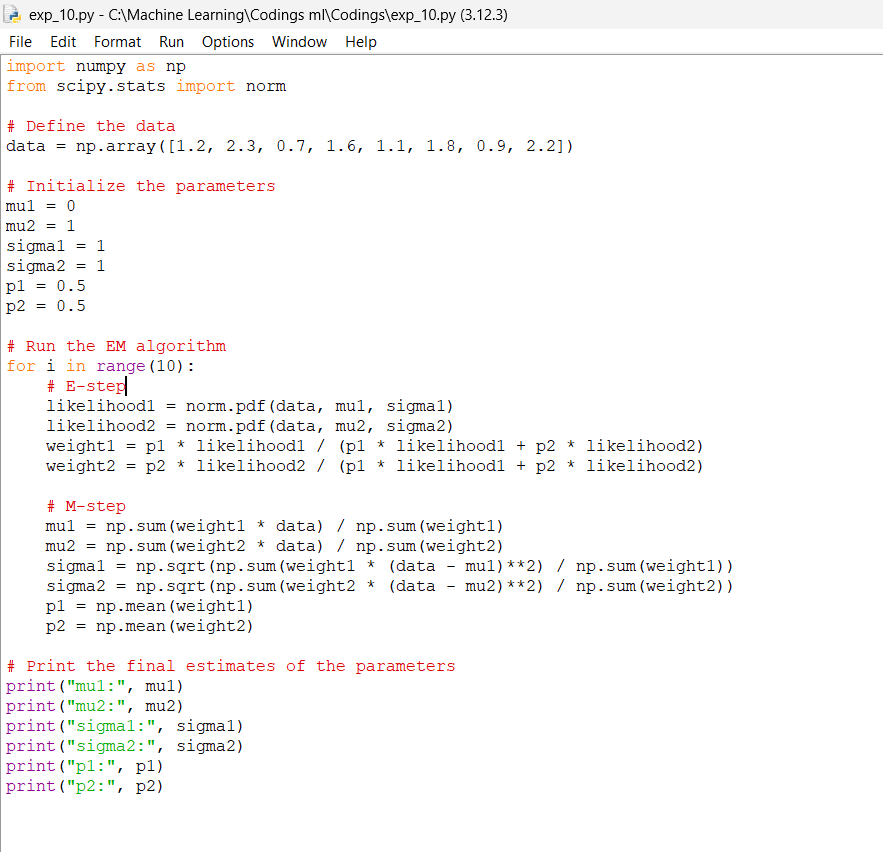 exp_10.py - C:\Machine Learning\Codings ml\Codings\exp_10.py (3.12.3)
File Edit Format Run Options Window Help
import numpy as np
from scipy.stats import norm

# Define the data
data = np.array([1.2, 2.3, 0.7, 1.6, 1.1, 1.8, 0.9, 2.2])

# Initialize the parameters
mu1 = 0
mu2 = 1
sigma1 = 1
sigma2 = 1
p1 = 0.5
p2 = 0.5

# Run the EM algorithm
for i in range(10):
    # E-step
    likelihood1 = norm.pdf(data, mu1, sigma1)
    likelihood2 = norm.pdf(data, mu2, sigma2)
    weight1 = p1 * likelihood1 / (p1 * likelihood1 + p2 * likelihood2)
    weight2 = p2 * likelihood2 / (p1 * likelihood1 + p2 * likelihood2)

    # M-step
    mu1 = np.sum(weight1 * data) / np.sum(weight1)
    mu2 = np.sum(weight2 * data) / np.sum(weight2)
    sigma1 = np.sqrt(np.sum(weight1 * (data - mu1)**2) / np.sum(weight1))
    sigma2 = np.sqrt(np.sum(weight2 * (data - mu2)**2) / np.sum(weight2))
    p1 = np.mean(weight1)
    p2 = np.mean(weight2)

# Print the final estimates of the parameters
print("mu1:", mu1)
print("mu2:", mu2)
print("sigma1:", sigma1)
print("sigma2:", sigma2)
print("p1:", p1)
print("p2:", p2)